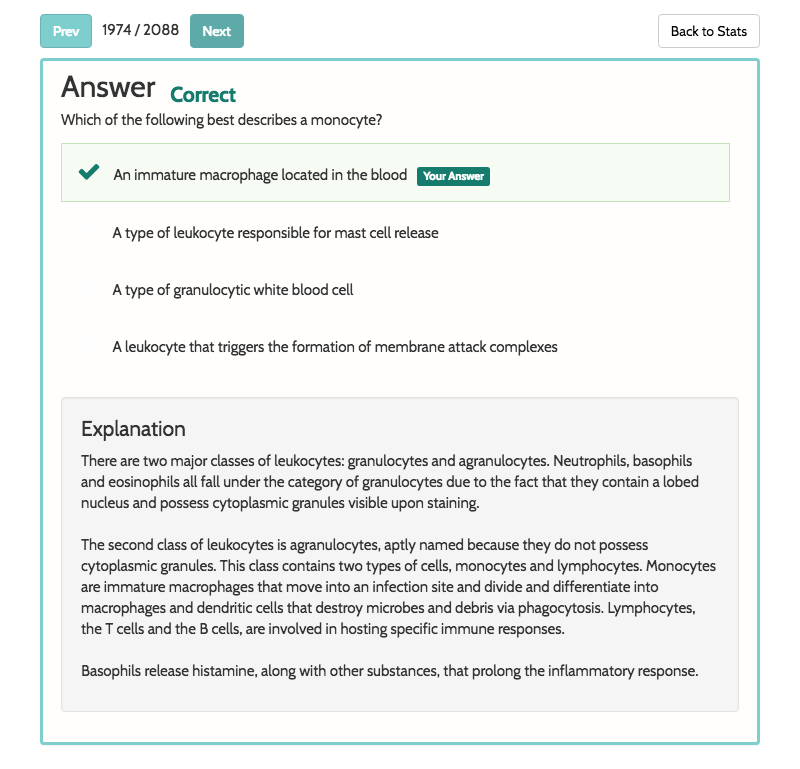 Prev 1974 / 2088 Next Back to Stats
Answer Correct
Which of the following best describes a monocyte?
An immature macrophage located in the blood Your Answer
A type of leukocyte responsible for mast cell release
A type of granulocytic white blood cell
A leukocyte that triggers the formation of membrane attack complexes
Explanation
There are two major classes of leukocytes: granulocytes and agranulocytes. Neutrophils, basophils
and eosinophils all fall under the category of granulocytes due to the fact that they contain a lobed
nucleus and possess cytoplasmic granules visible upon staining.
The second class of leukocytes is agranulocytes, aptly named because they do not possess
cytoplasmic granules. This class contains two types of cells, monocytes and lymphocytes. Monocytes
are immature macrophages that move into an infection site and divide and differentiate into
macrophages and dendritic cells that destroy microbes and debris via phagocytosis. Lymphocytes,
the T cells and the B cells, are involved in hosting specific immune responses.
Basophils release histamine, along with other substances, that prolong the inflammatory response.